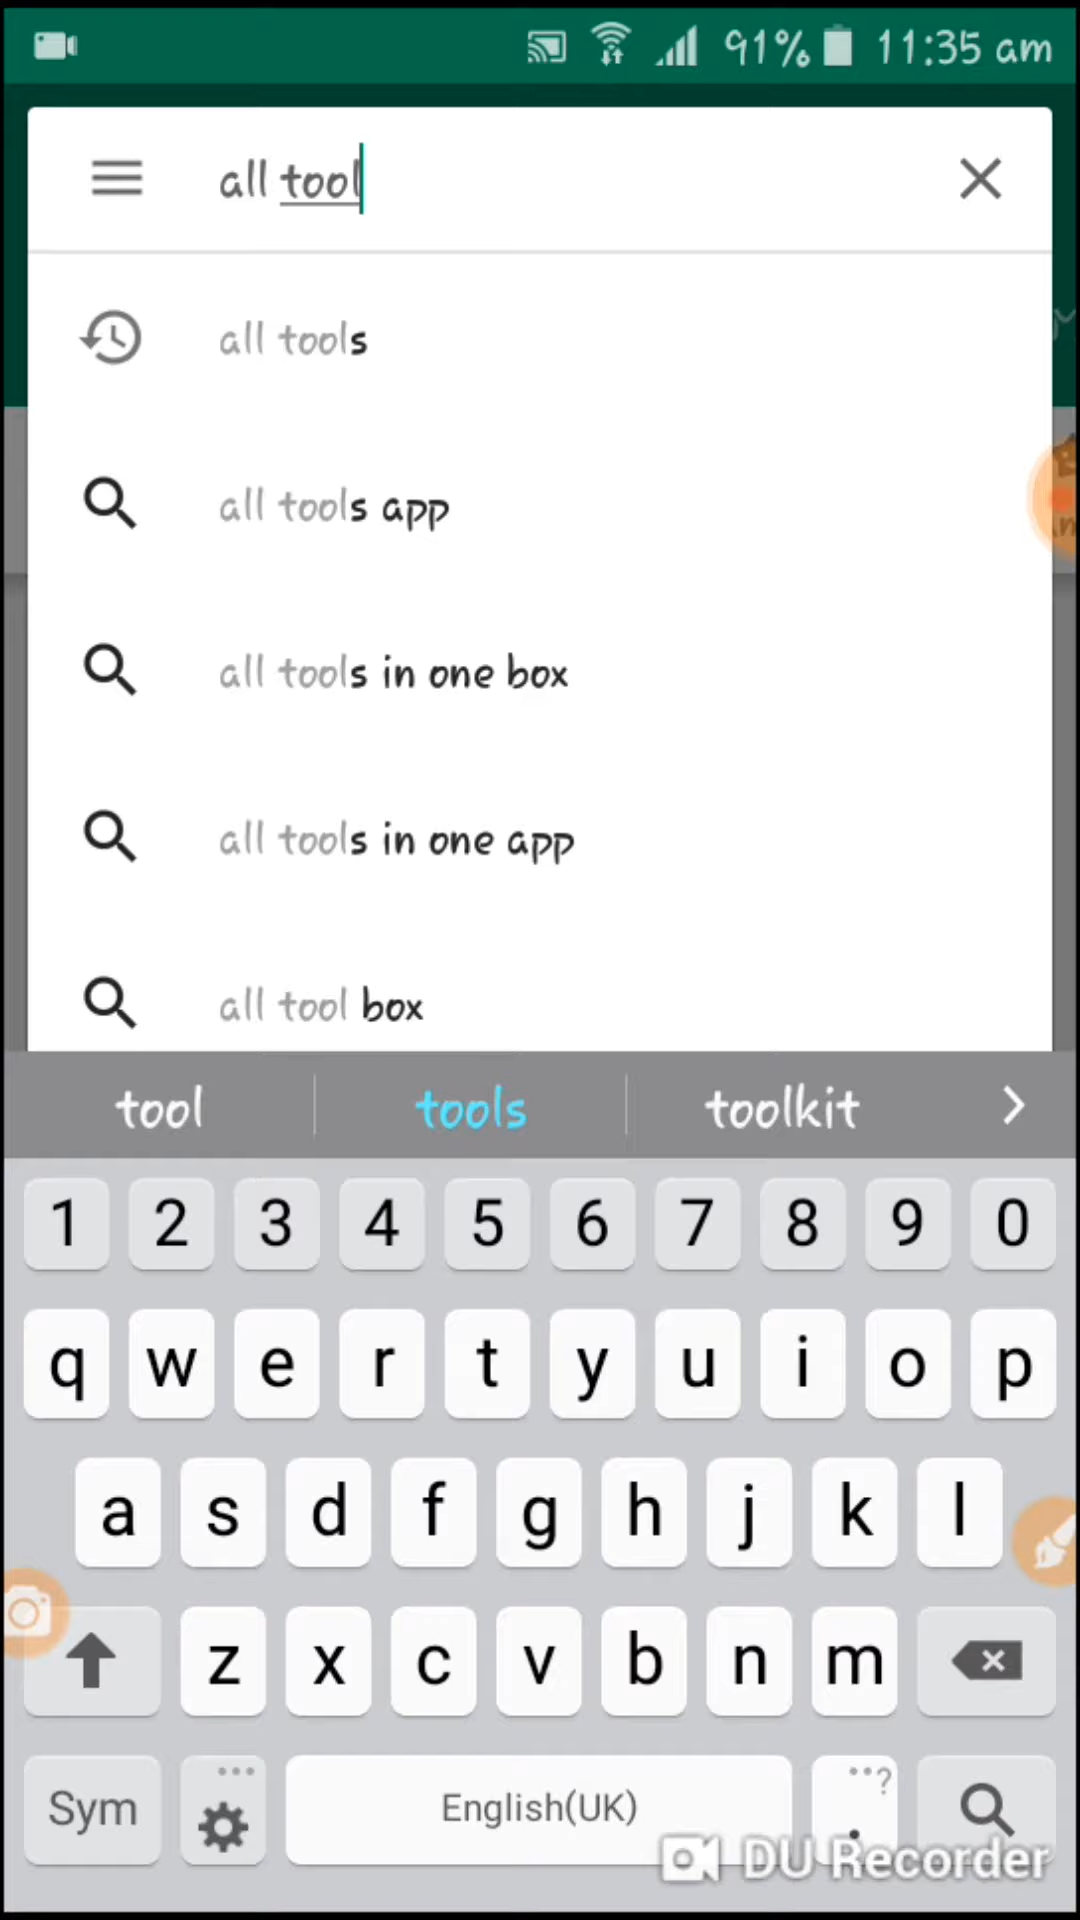 91% 11:35 am
all tool
all tools
all tools app
all tools in one box
all tools in one app
all tool box
tool tools toolkit
1 2 3 4 5 6 7 8 9 0
q w e r t y u i o p
a s d f g h j k l
z x c v b n m
Sym English(UK) . ?
DU Recorder